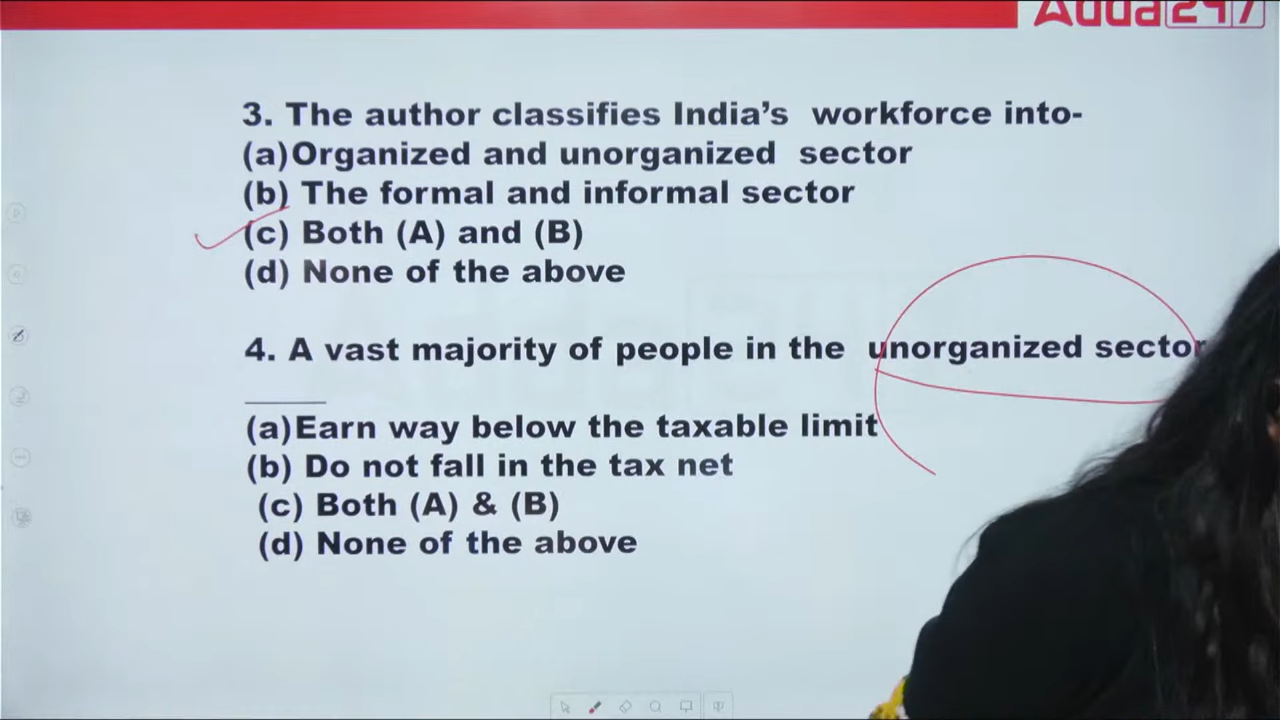 Adda247
3. The author classifies India's workforce into-
(a)Organized and unorganized sector
(b) The formal and informal sector
(c) Both (A) and (B)
(d) None of the above
4. A vast majority of people in the unorganized sector
________
(a)Earn way below the taxable limit
(b) Do not fall in the tax net
(c) Both (A) & (B)
(d) None of the above